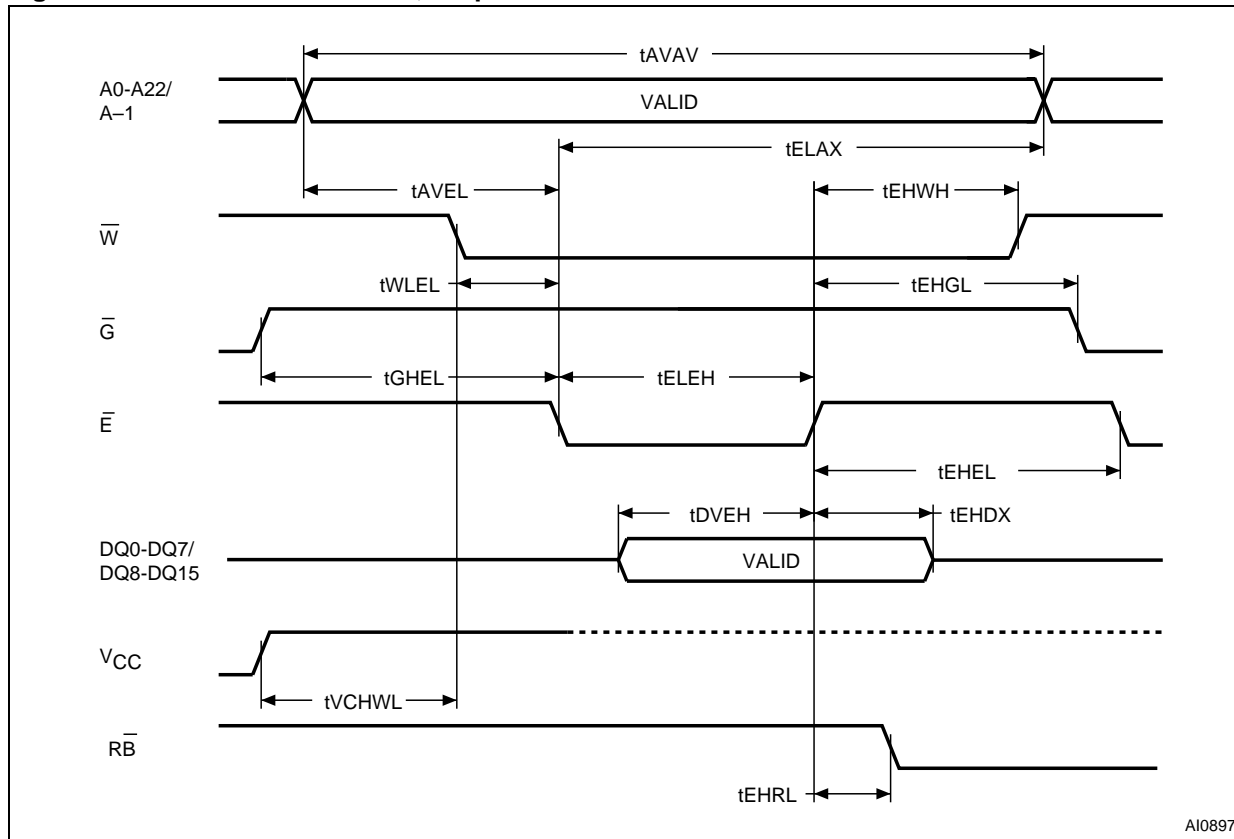 tAVAV
A0-A22/
A–1
VALID
tELAX
tAVEL
tEHWH
W̅
tWLEL
tEHGL
G̅
tGHEL
tELEH
E̅
tEHEL
tDVEH
tEHDX
DQ0-DQ7/
DQ8-DQ15
VALID
VCC
tVCHWL
RB̅
tEHRL
AI0897